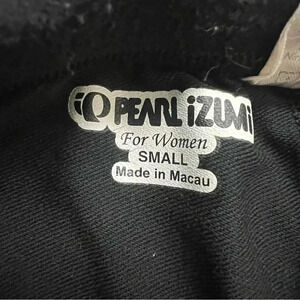 PEARL iZUMi
For Women
SMALL
Made in Macau